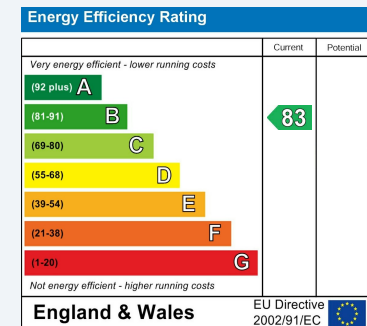 Energy Efficiency Rating
Current Potential
Very energy efficient - lower running costs
(92 plus) A
(81-91) B
83
(69-80) C
(55-68) D
(39-54) E
(21-38) F
(1-20) G
Not energy efficient - higher running costs
England & Wales
EU Directive
2002/91/EC